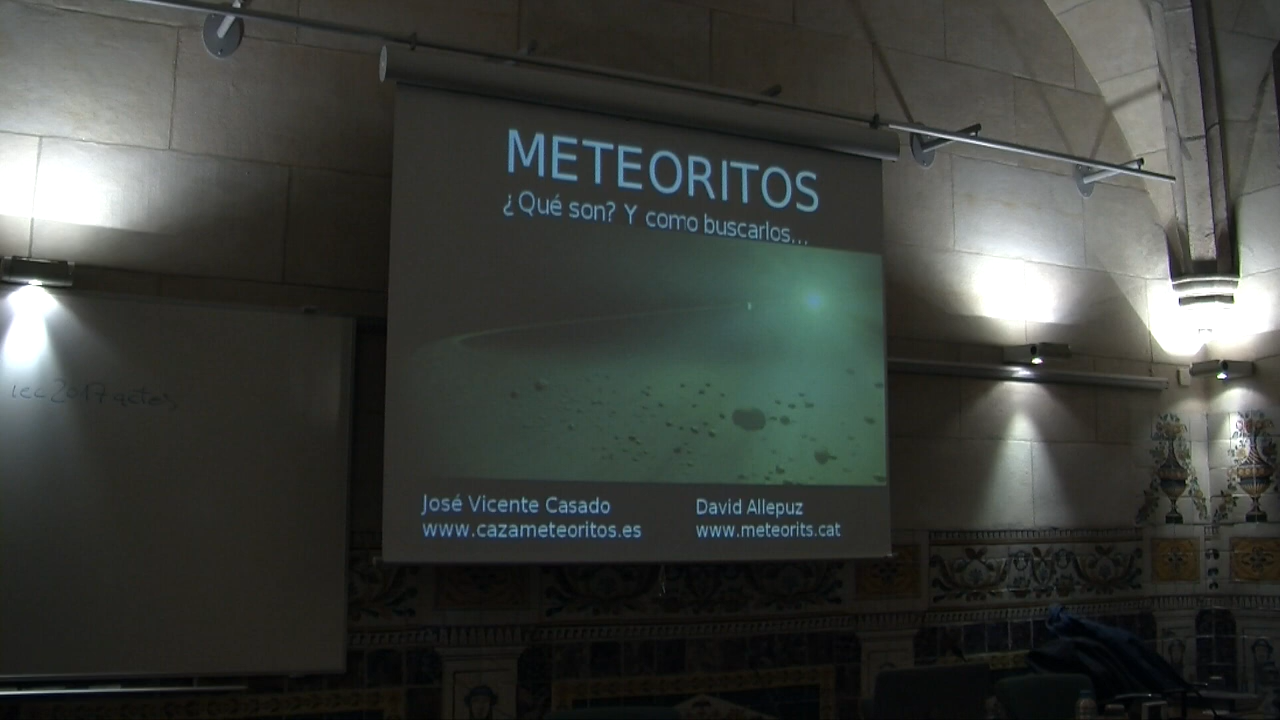 METEORITOS
¿Qué son? Y como buscarlos...
José Vicente Casado
www.cazameteoritos.es
David Allepuz
www.meteorits.cat